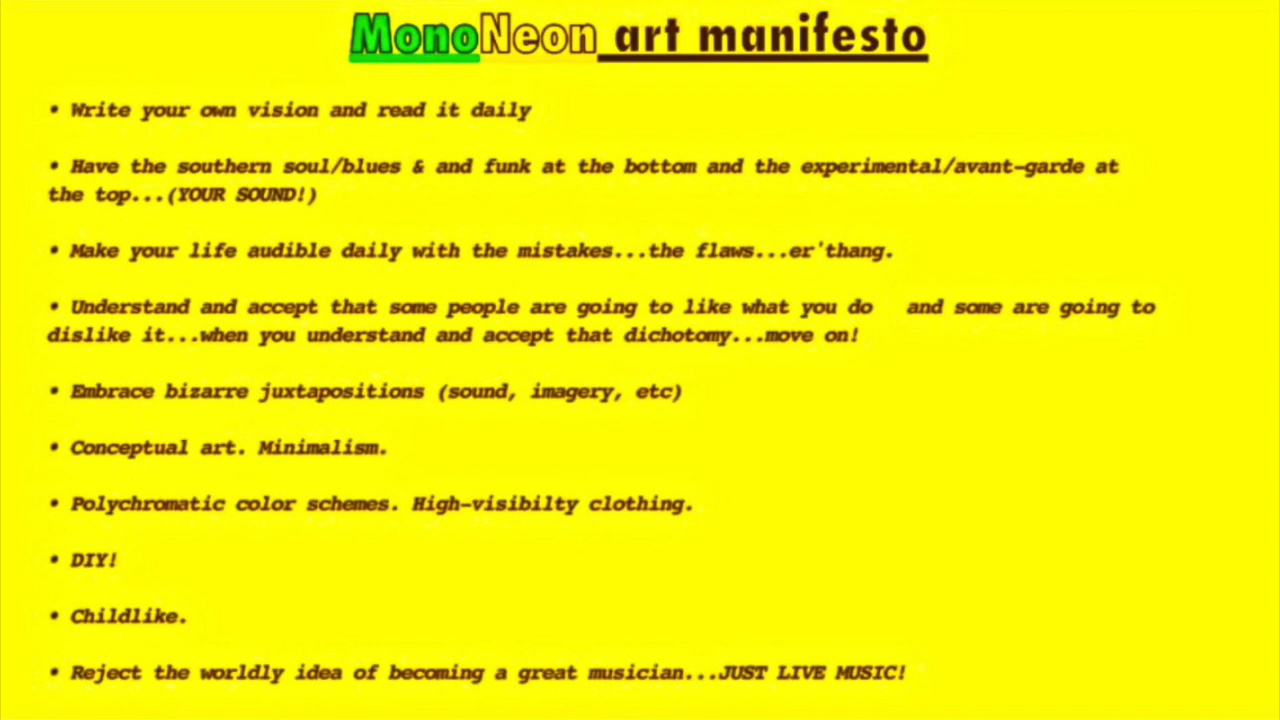 MonoNeon art manifesto
• Write your own vision and read it daily
• Have the southern soul/blues & and funk at the bottom and the experimental/avant-garde at
the top...(YOUR SOUND!)
• Make your life audible daily with the mistakes...the flaws...er'thang.
• Understand and accept that some people are going to like what you do   and some are going to
dislike it...when you understand and accept that dichotomy...move on!
• Embrace bizarre juxtapositions (sound, imagery, etc)
• Conceptual art. Minimalism.
• Polychromatic color schemes. High-visibilty clothing.
• DIY!
• Childlike.
• Reject the worldly idea of becoming a great musician...JUST LIVE MUSIC!